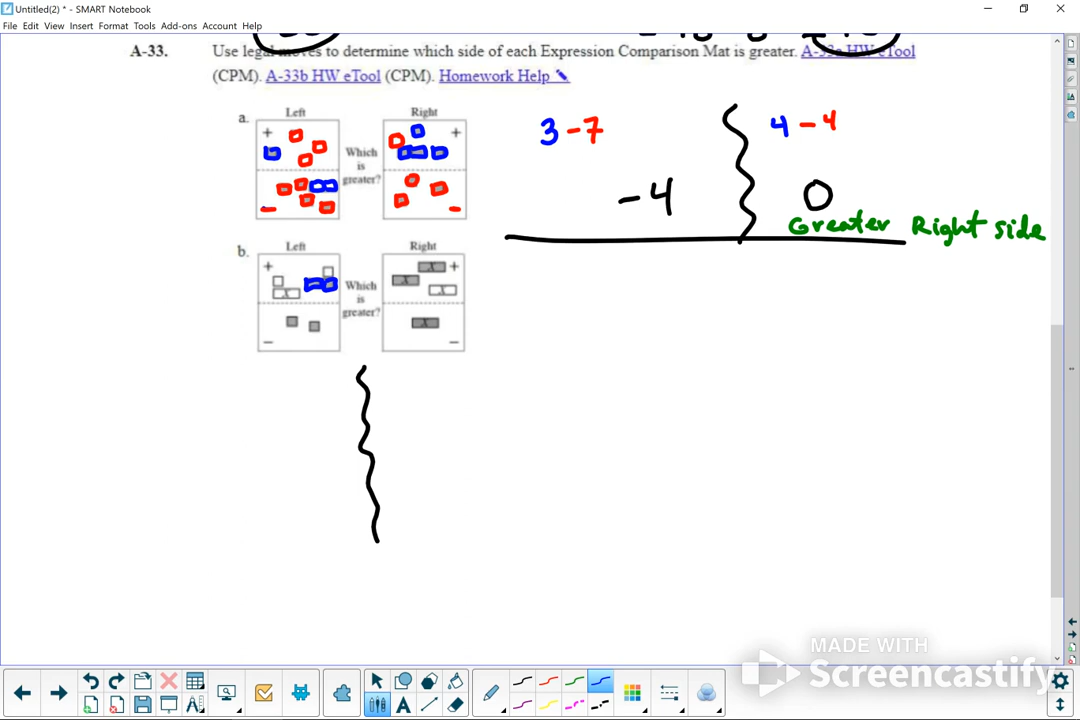 Untitled(2) * - SMART Notebook
File Edit View Insert Format Tools Add-ons Account Help
A-33. Use legal moves to determine which side of each Expression Comparison Mat is greater. A-33a HW eTool
(CPM). A-33b HW eTool (CPM). Homework Help
a. Left Right
+ Which is greater? +
− −
3 - 7 4 - 4
-4 0
Greater Right side
b. Left Right
+ x Which is greater? x x x +
− x −
MADE WITH
Screencastify
A